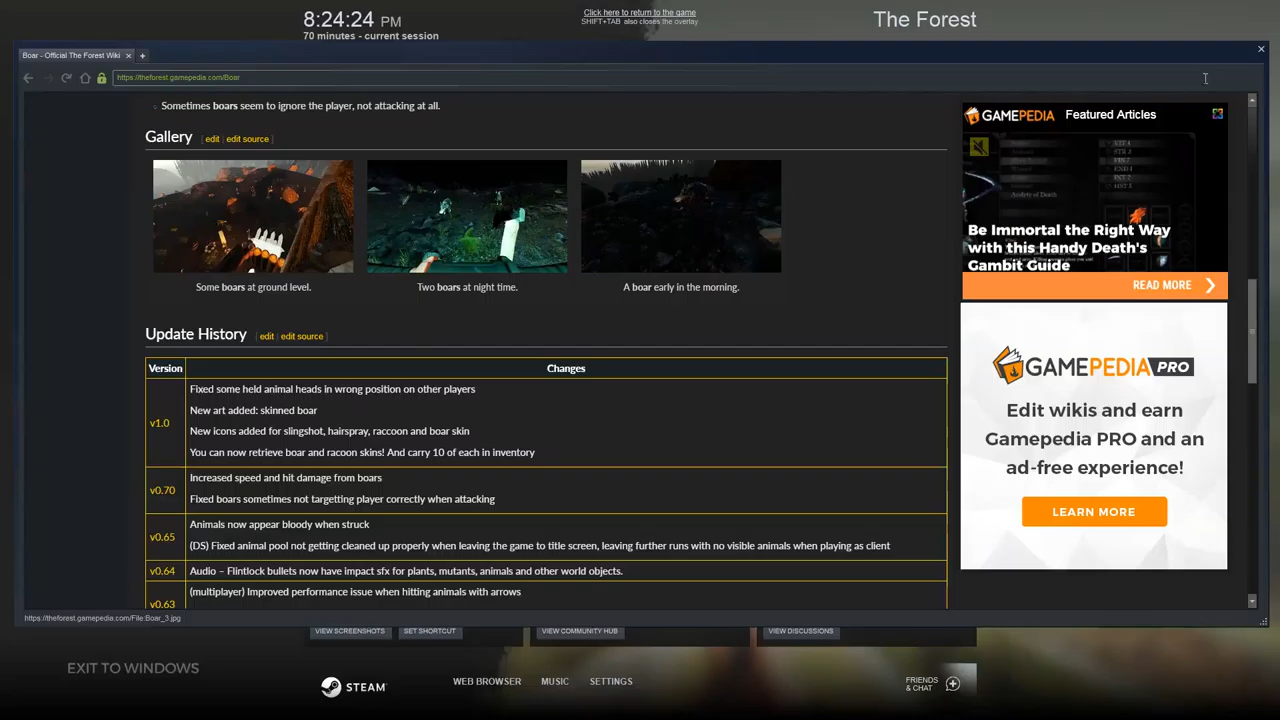 8:24:24 PM
70 minutes - current session
Click here to return to the game
SHIFT+TAB also closes the overlay
The Forest
Boar - Official The Forest Wiki
https://theforest.gamepedia.com/Boar
Sometimes boars seem to ignore the player, not attacking at all.
Gallery [ edit | edit source ]
Some boars at ground level.
Two boars at night time.
A boar early in the morning.
Update History [ edit | edit source ]
Version Changes
v1.0
Fixed some held animal heads in wrong position on other players
New art added: skinned boar
New icons added for slingshot, hairspray, raccoon and boar skin
You can now retrieve boar and racoon skins! And carry 10 of each in inventory
v0.70
Increased speed and hit damage from boars
Fixed boars sometimes not targetting player correctly when attacking
v0.65
Animals now appear bloody when struck
(DS) Fixed animal pool not getting cleaned up properly when leaving the game to title screen, leaving further runs with no visible animals when playing as client
v0.64 Audio – Flintlock bullets now have impact sfx for plants, mutants, animals and other world objects.
v0.63 (multiplayer) Improved performance issue when hitting animals with arrows
GAMEPEDIA Featured Articles
Be Immortal the Right Way
with this Handy Death's
Gambit Guide
READ MORE
GAMEPEDIA PRO
Edit wikis and earn
Gamepedia PRO and an
ad-free experience!
LEARN MORE
https://theforest.gamepedia.com/File:Boar_3.jpg
VIEW SCREENSHOTS SET SHORTCUT VIEW COMMUNITY HUB VIEW DISCUSSIONS
EXIT TO WINDOWS
STEAM WEB BROWSER MUSIC SETTINGS
FRIENDS
& CHAT